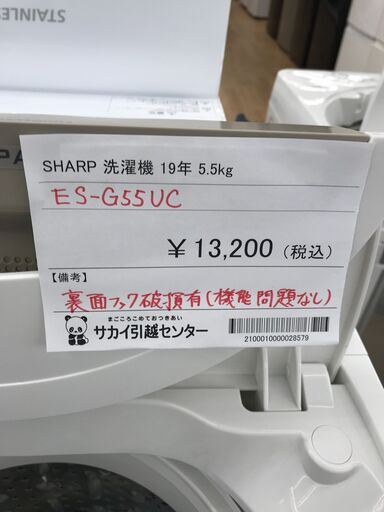 STAINLES
PA
SHARP 洗濯機 19年 5.5kg
ES-G55UC
￥13,200（税込）
【備考】
裏面フック破損有(機能問題なし)
まごころこめておつきあい
サカイ引越センター
2100010000028579